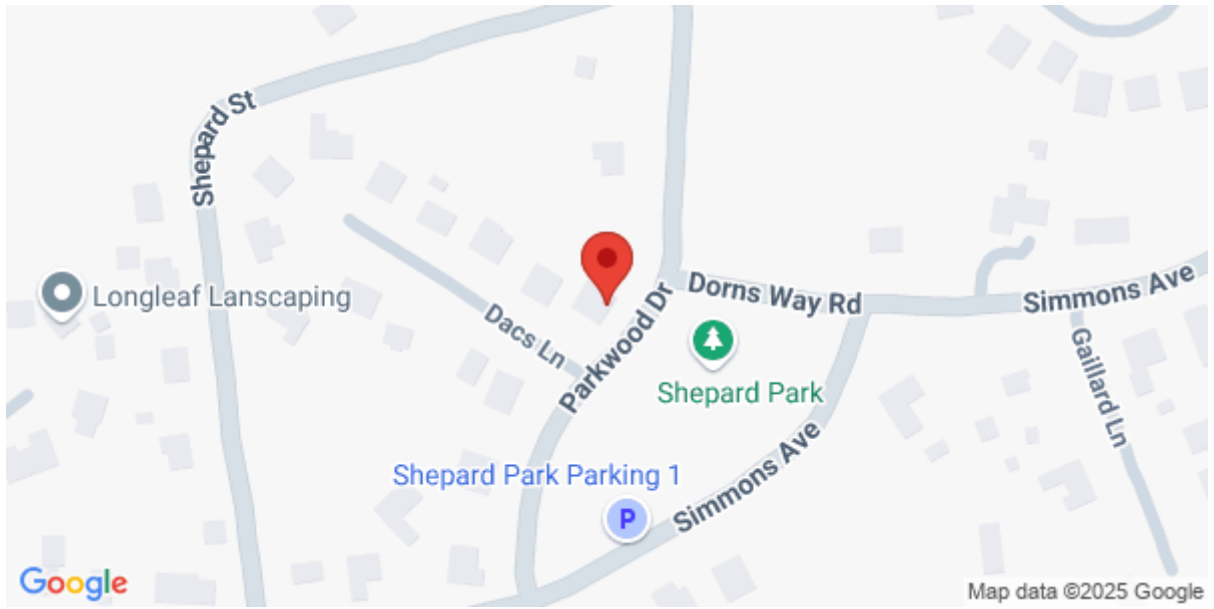 Shepard St
Longleaf Lanscaping
Dacs Ln
Parkwood Dr
Dorns Way Rd
Simmons Ave
Shepard Park
Gaillard Ln
Shepard Park Parking 1
P
Simmons Ave
Google
Map data ©2025 Google